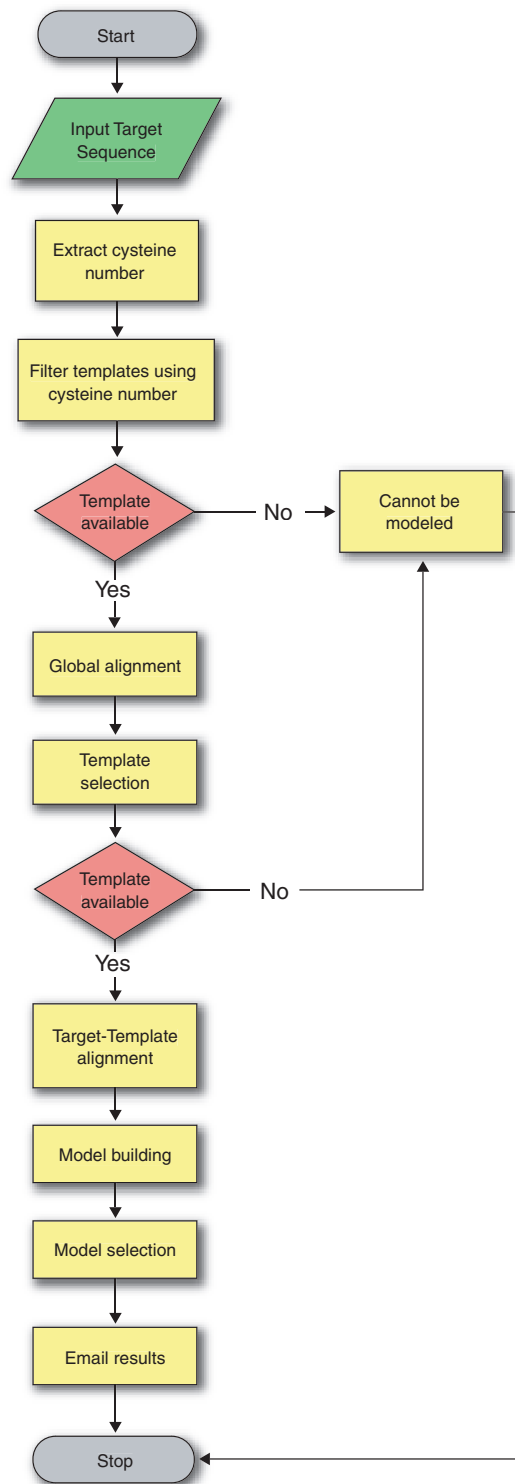 Start
Input Target
Sequence
Extract cysteine
number
Filter templates using
cysteine number
Template
available
No
Cannot be
modeled
Yes
Global alignment
Template
selection
Template
available
No
Yes
Target-Template
alignment
Model building
Model selection
Email results
Stop